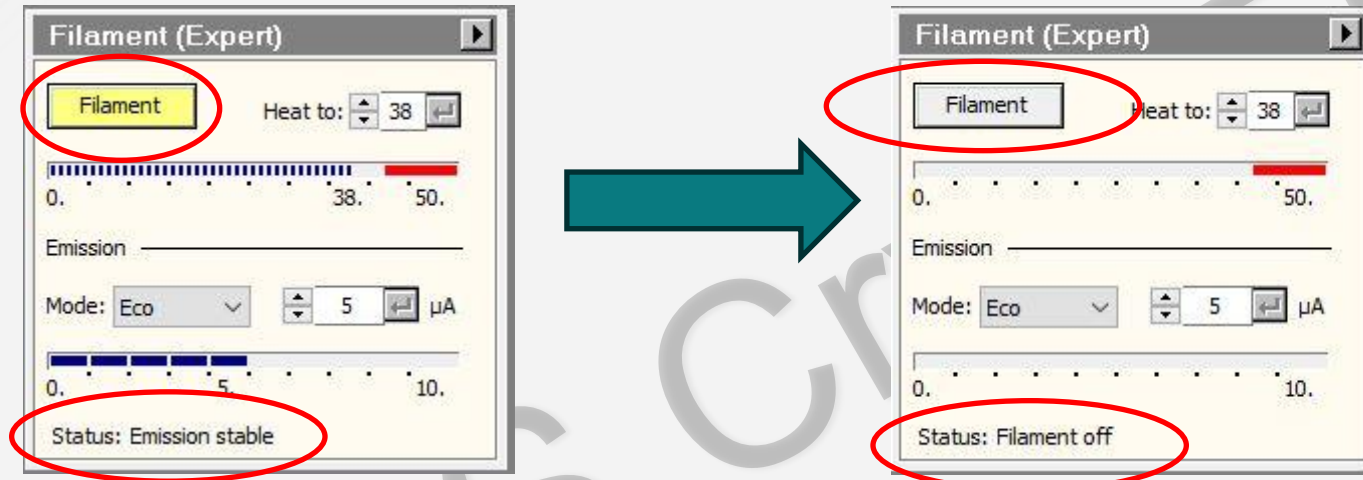 Filament (Expert)
Filament
Heat to: 38
0. 38. 50.
Emission
Mode: Eco 5 µA
0. 5. 10.
Status: Emission stable
Filament (Expert)
Filament
Heat to: 38
0. 50.
Emission
Mode: Eco 5 µA
0. 10.
Status: Filament off